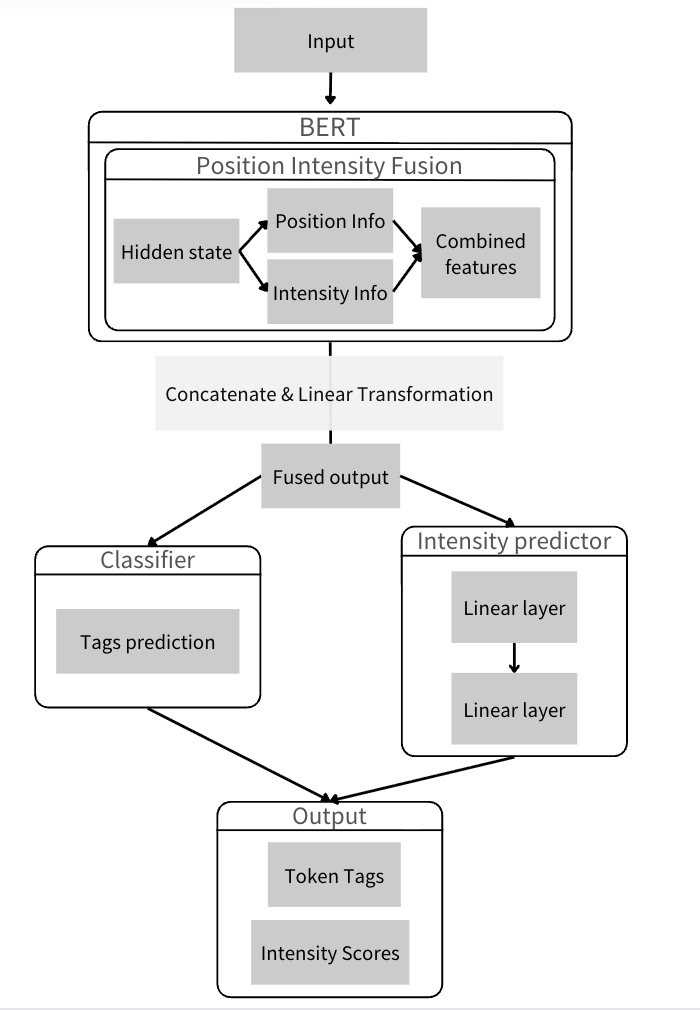 Input
BERT
Position Intensity Fusion
Hidden state
Position Info
Intensity Info
Combined
features
Concatenate & Linear Transformation
Fused output
Classifier
Tags prediction
Intensity predictor
Linear layer
Linear layer
Output
Token Tags
Intensity Scores